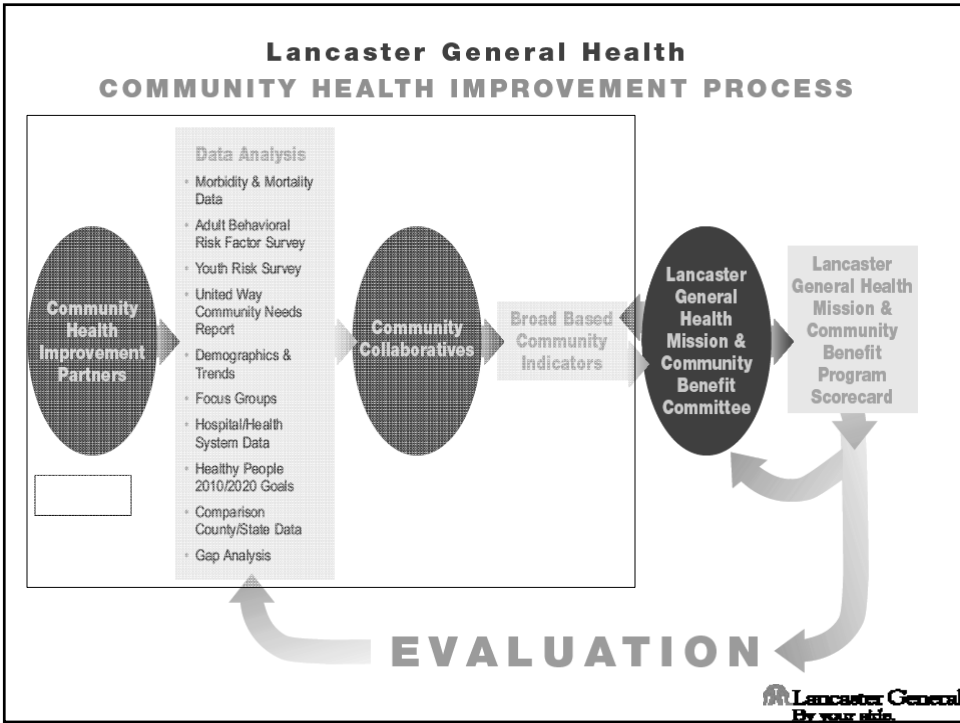 Lancaster General Health
COMMUNITY HEALTH IMPROVEMENT PROCESS
Community
Health
Improvement
Partners
Data Analysis
• Morbidity & Mortality
Data
• Adult Behavioral
Risk Factor Survey
• Youth Risk Survey
• United Way
Community Needs
Report
• Demographics &
Trends
• Focus Groups
• Hospital/Health
System Data
• Healthy People
2010/2020 Goals
• Comparison
County/State Data
• Gap Analysis
Community
Collaboratives
Broad Based
Community
Indicators
Lancaster
General
Health
Mission &
Community
Benefit
Committee
Lancaster
General Health
Mission &
Community
Benefit
Program
Scorecard
EVALUATION
Lancaster General
By your side.